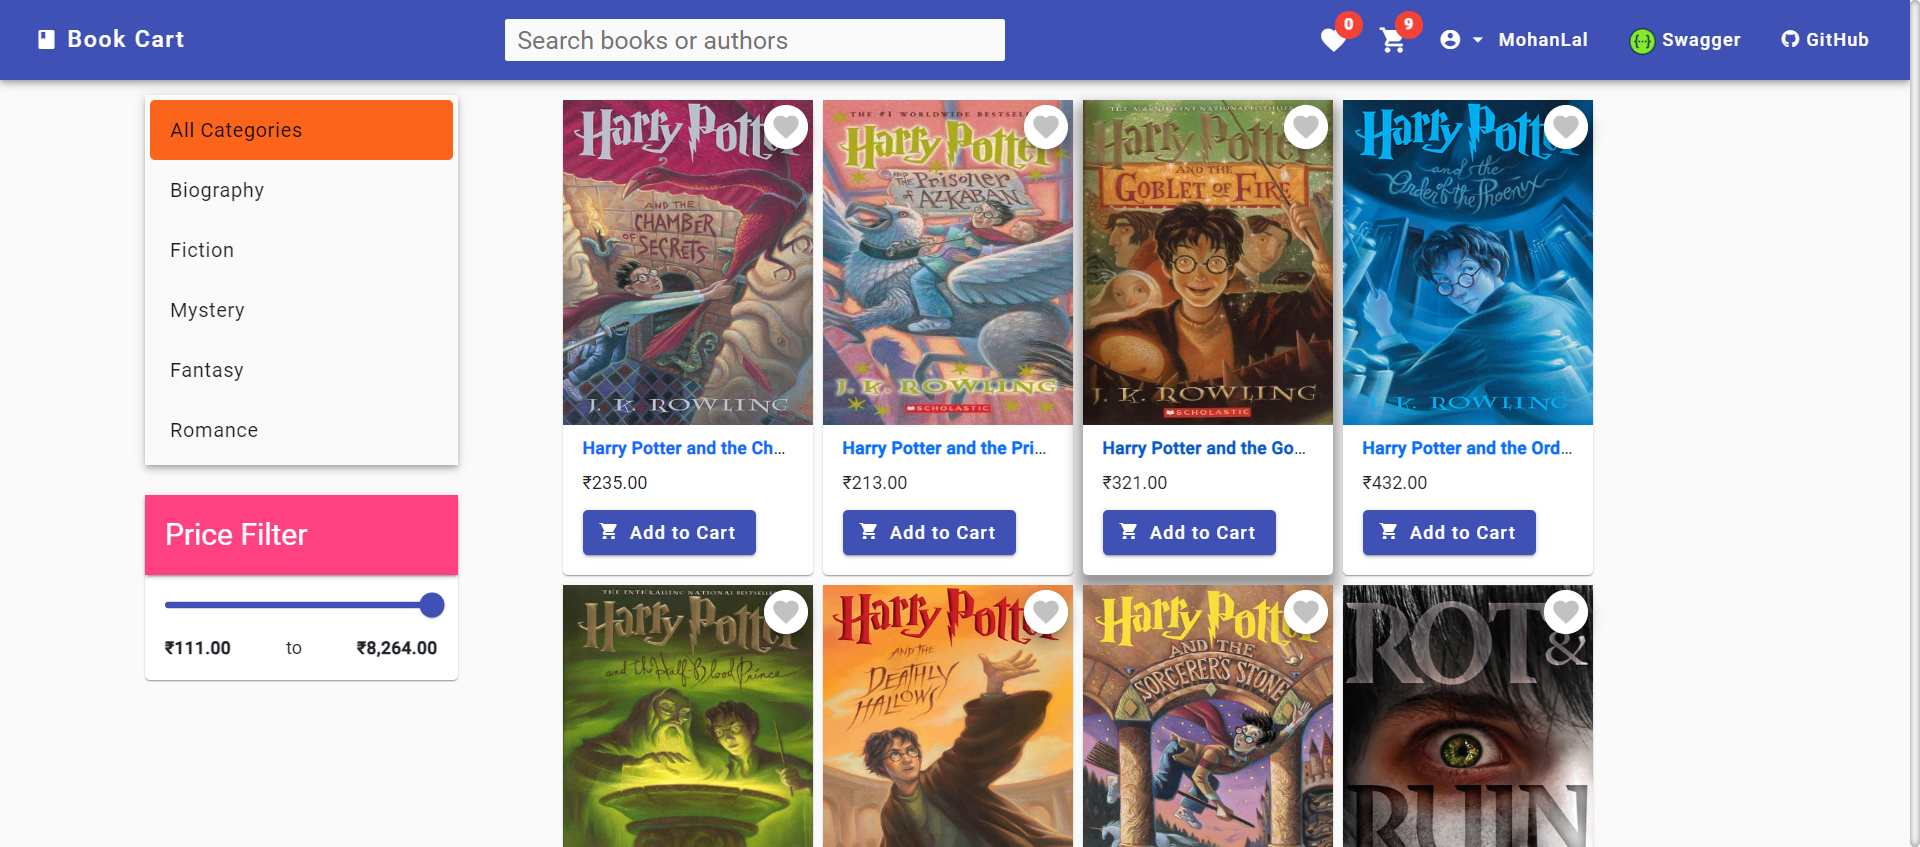 Book Cart
Search books or authors
0
9
MohanLal
Swagger
GitHub
All Categories
Biography
Fiction
Mystery
Fantasy
Romance
Price Filter
₹111.00 to ₹8,264.00
Harry Pott
AND THE
CHAMBER
OF SECRETS
J. K. ROWLING
Harry Potter and the Ch...
₹235.00
Add to Cart
THE #1 WORLDWIDE BESTSEL
Harry Potter
AND THE Prisoner
of AZKABAN
J. K. ROWLING
SCHOLASTIC
Harry Potter and the Pri...
₹213.00
Add to Cart
THE MAGNIFICENT NATIONAL BESTSELLER
Harry Potter
AND THE
GOBLET OF FIRE
J. K. ROWLING
SCHOLASTIC
Harry Potter and the Go...
₹321.00
Add to Cart
Harry Pott
and the
Order of the Phoenix
J. K. ROWLING
Harry Potter and the Ord...
₹432.00
Add to Cart
THE ENTHRALLING NATIONAL BESTSELLER
Harry Potter
and the Half-Blood Prince
Harry Potter
AND THE
DEATHLY
HALLOWS
Harry Pott
AND THE
SORCERER'S STONE
ROT
&
RUIN